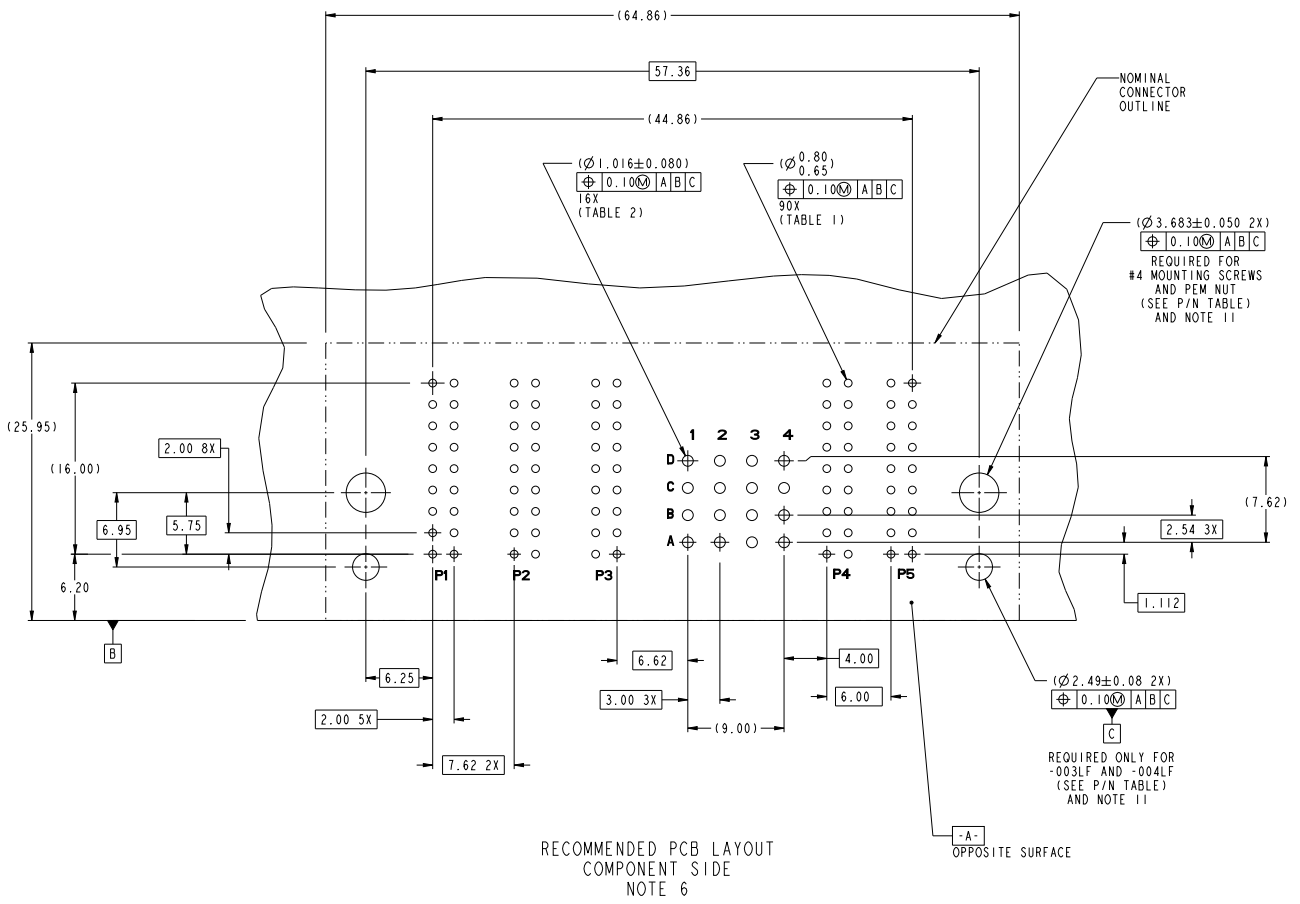 (64.86)
57.36
(44.86)
NOMINAL
CONNECTOR
OUTLINE
(Ø1.016±0.080)
⌖ 0.10Ⓜ A B C
16X
(TABLE 2)
(Ø 0.80
0.65)
⌖ 0.10Ⓜ A B C
90X
(TABLE 1)
(Ø3.683±0.050 2X)
⌖ 0.10Ⓜ A B C
REQUIRED FOR
#4 MOUNTING SCREWS
AND PEM NUT
(SEE P/N TABLE)
AND NOTE 11
(25.95)
(16.00)
2.00 8X
6.95
5.75
6.20
B
1 2 3 4
D
C
B
A
P1 P2 P3 P4 P5
(7.62)
2.54 3X
1.112
6.25
2.00 5X
7.62 2X
6.62
3.00 3X
(9.00)
4.00
6.00
(Ø2.49±0.08 2X)
⌖ 0.10Ⓜ A B C
C
REQUIRED ONLY FOR
-003LF AND -004LF
(SEE P/N TABLE)
AND NOTE 11
-A-
OPPOSITE SURFACE
RECOMMENDED PCB LAYOUT
COMPONENT SIDE
NOTE 6